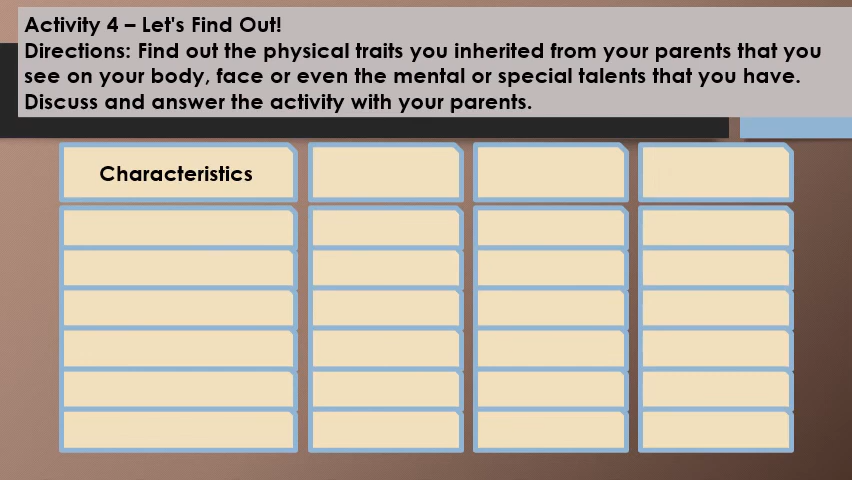 Activity 4 – Let's Find Out!
Directions: Find out the physical traits you inherited from your parents that you
see on your body, face or even the mental or special talents that you have.
Discuss and answer the activity with your parents.
Characteristics